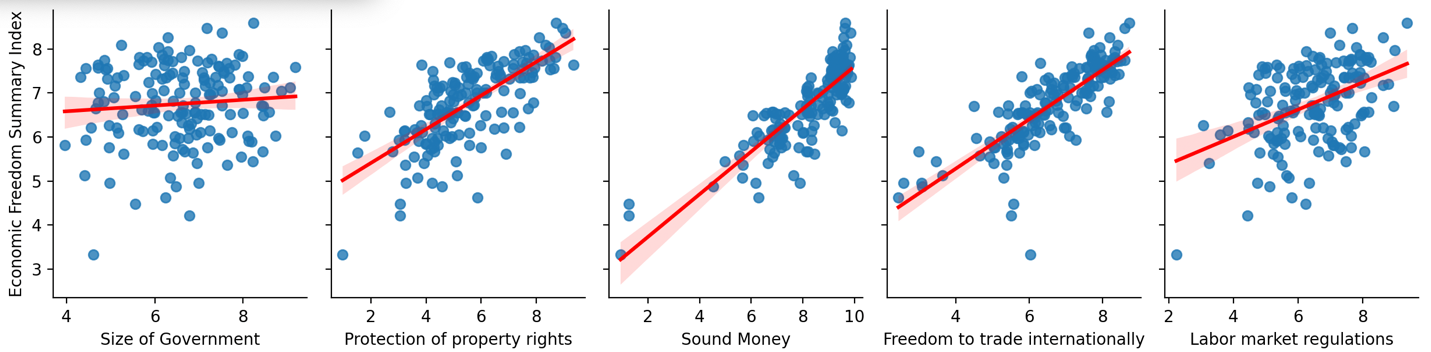 Economic Freedom Summary Index
8
7
6
5
4
3
4 6 8
2 4 6 8
2 4 6 8 10
4 6 8
2 4 6 8
Size of Government
Protection of property rights
Sound Money
Freedom to trade internationally
Labor market regulations